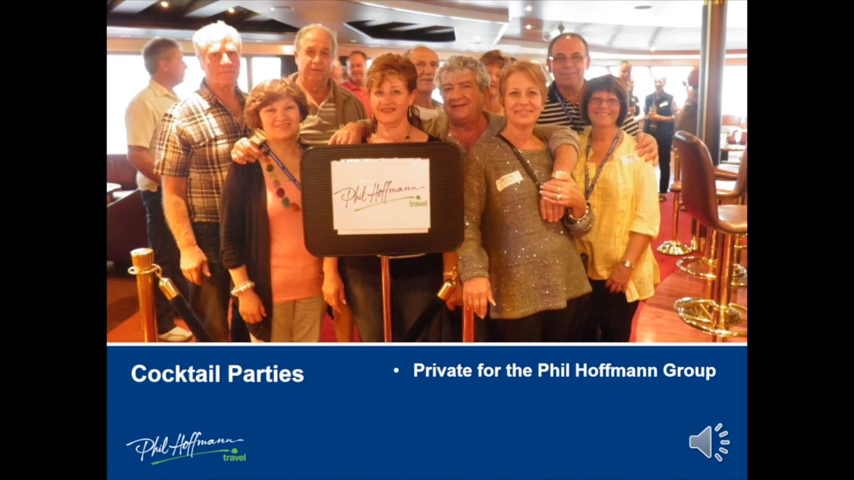 Phil Hoffmann
travel
Cocktail Parties
• Private for the Phil Hoffmann Group
Phil Hoffmann
travel